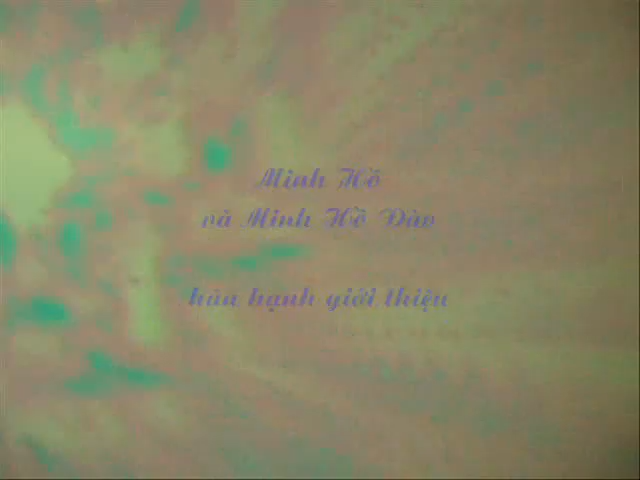 Minh Hồ
và Minh Hồ Đào
hân hạnh giới thiệu